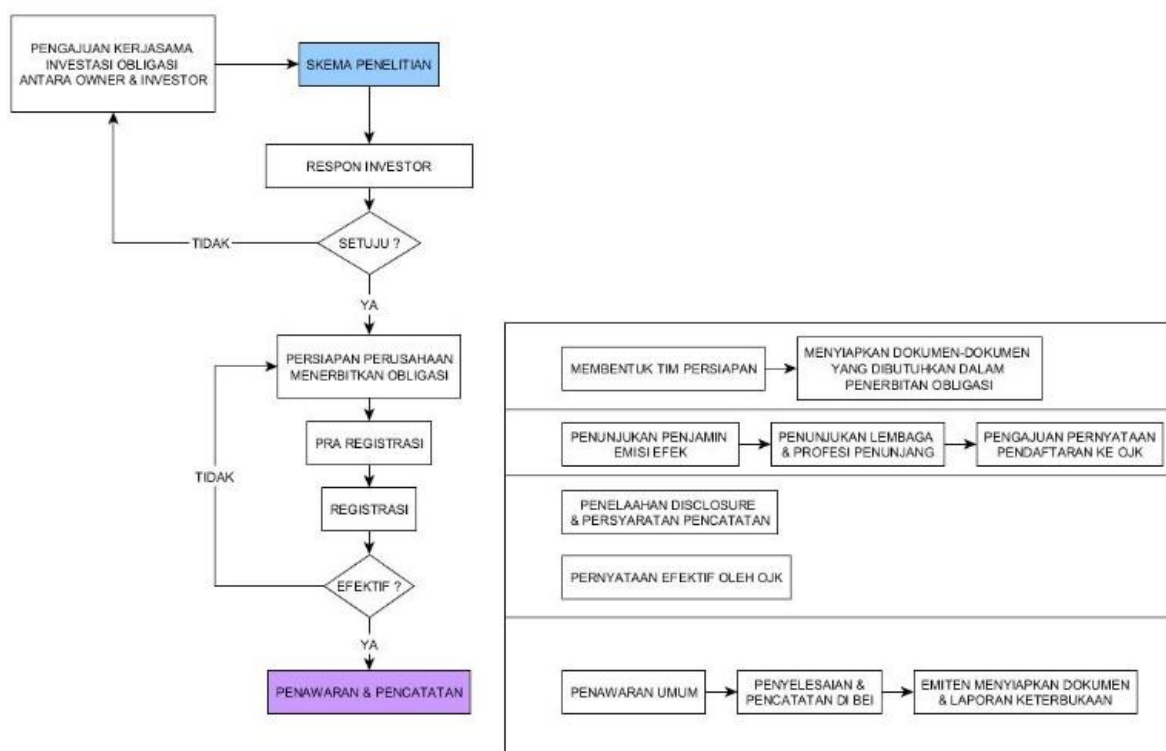 PENGAJUAN KERJASAMA
INVESTASI OBLIGASI
ANTARA OWNER & INVESTOR
SKEMA PENELITIAN
RESPON INVESTOR
SETUJU ?
TIDAK
YA
PERSIAPAN PERUSAHAAN
MENERBITKAN OBLIGASI
PRA REGISTRASI
TIDAK
REGISTRASI
EFEKTIF ?
YA
PENAWARAN & PENCATATAN
MEMBENTUK TIM PERSIAPAN
MENYIAPKAN DOKUMEN-DOKUMEN
YANG DIBUTUHKAN DALAM
PENERBITAN OBLIGASI
PENUNJUKAN PENJAMIN
EMISI EFEK
PENUNJUKAN LEMBAGA
& PROFESI PENUNJANG
PENGAJUAN PERNYATAAN
PENDAFTARAN KE OJK
PENELAAHAN DISCLOSURE
& PERSYARATAN PENCATATAN
PERNYATAAN EFEKTIF OLEH OJK
PENAWARAN UMUM
PENYELESAIAN &
PENCATATAN DI BEI
EMITEN MENYIAPKAN DOKUMEN
& LAPORAN KETERBUKAAN